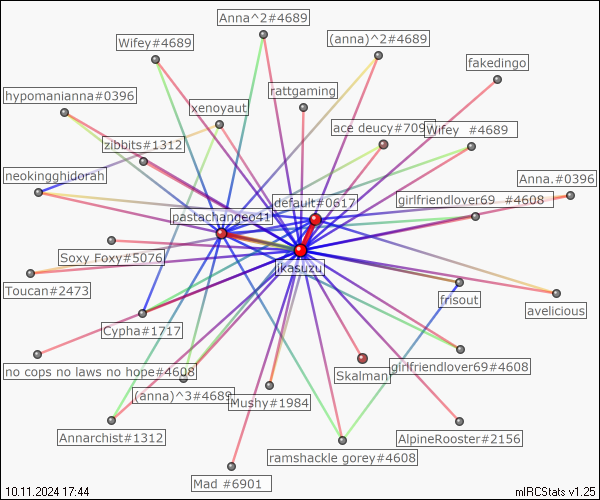 Anna^2#4689
Wifey#4689
(anna)^2#4689
fakedingo
hypomanianna#0396
rattgaming
xenoyaut
ace deucy#709
Wifey #4689
zibbits#1312
neokingghidorah
Anna.#0396
girlfriendlover69 #4608
default#0617
pastachangeo41
Soxy Foxy#5076
ikasuzu
Toucan#2473
frisout
avelicious
Cypha#1717
no cops no laws no hope#4608
Skalman
girlfriendlover69#4608
(anna)^3#4689
Mushy#1984
Annarchist#1312
AlpineRooster#2156
ramshackle gorey#4608
Mad #6901
10.11.2024 17:44
mIRCStats v1.25